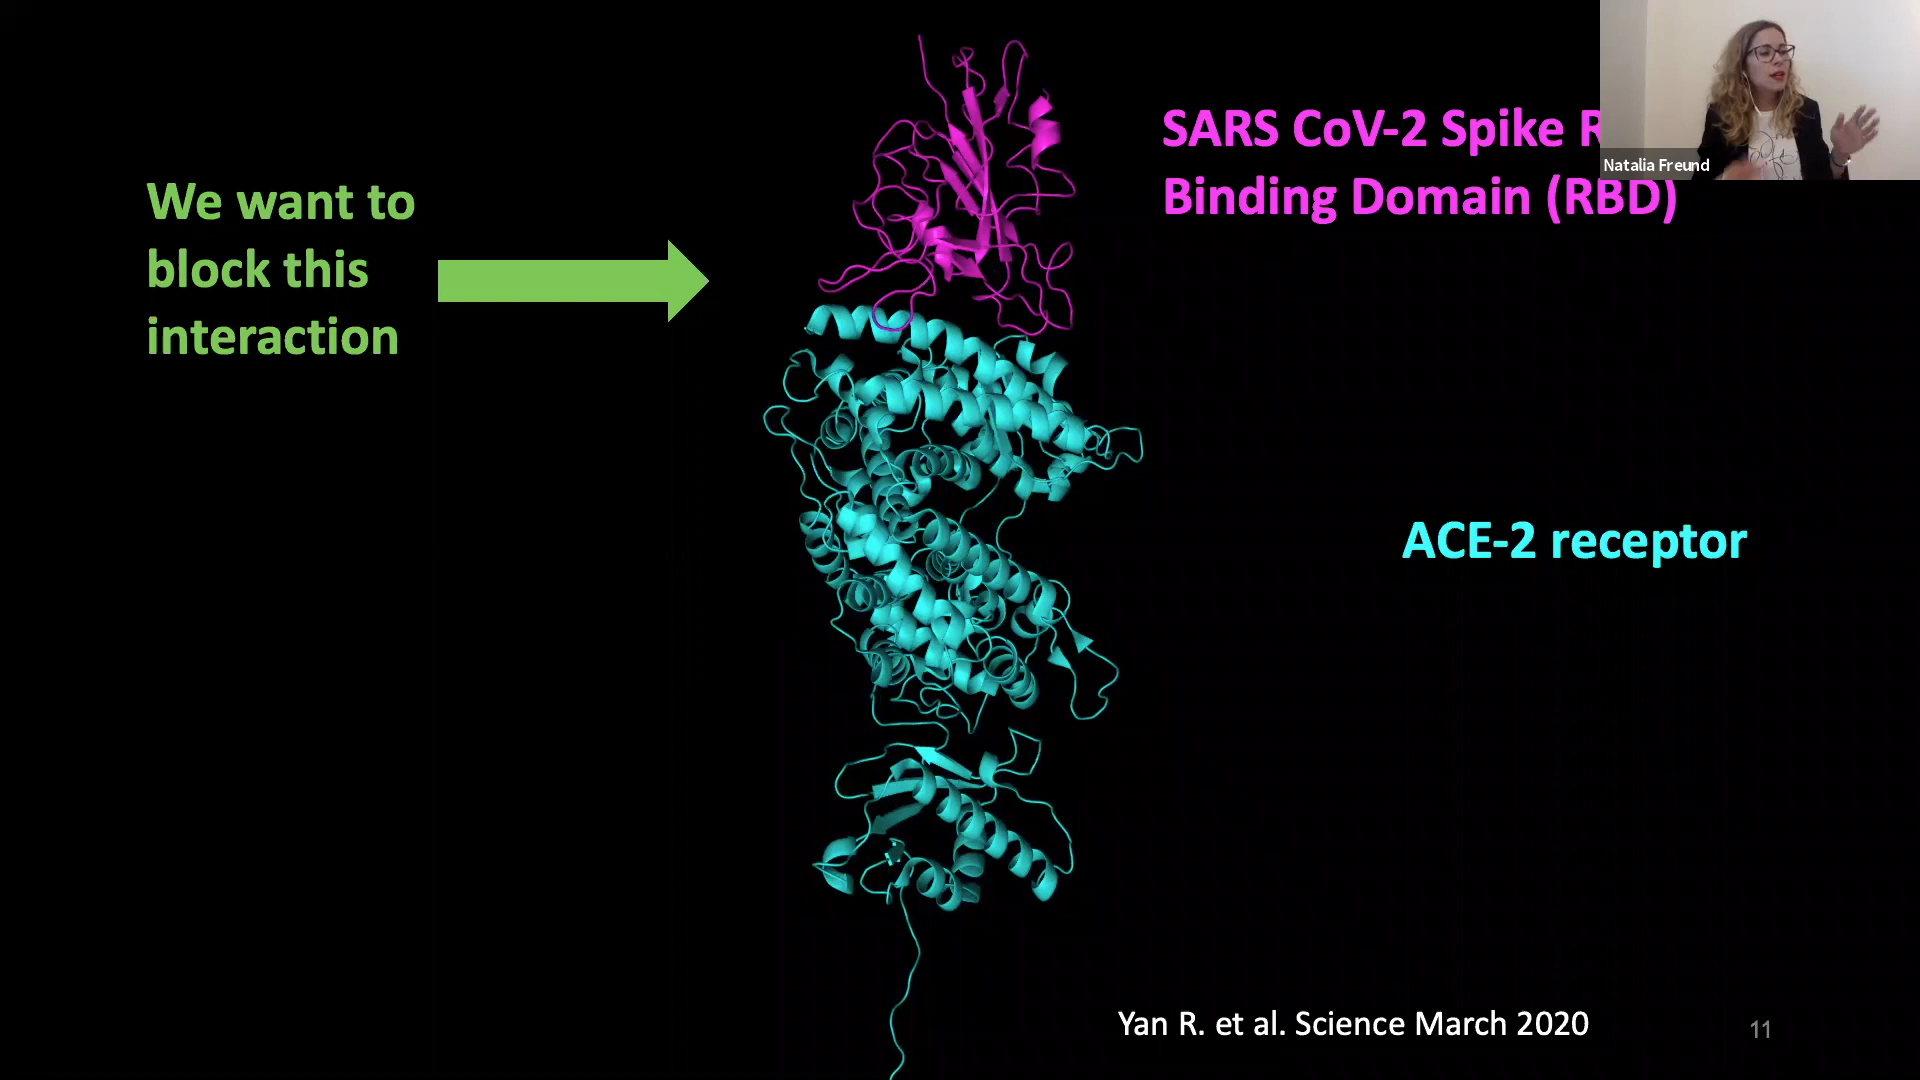 We want to
block this
interaction
SARS CoV-2 Spike
Binding Domain (RBD)
Natalia Freund
ACE-2 receptor
Yan R. et al. Science March 2020
11